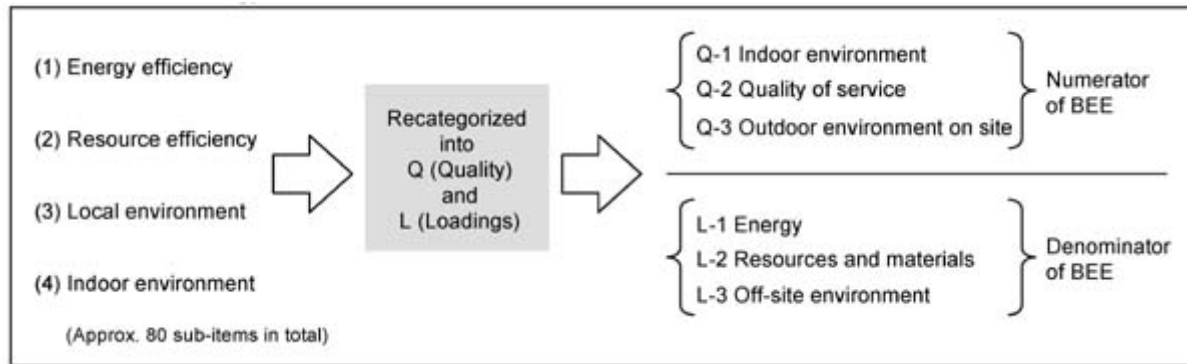 (1) Energy efficiency
(2) Resource efficiency
(3) Local environment
(4) Indoor environment
(Approx. 80 sub-items in total)
Recategorized
into
Q (Quality)
and
L (Loadings)
Q-1 Indoor environment
Q-2 Quality of service
Q-3 Outdoor environment on site
Numerator
of BEE
L-1 Energy
L-2 Resources and materials
L-3 Off-site environment
Denominator
of BEE